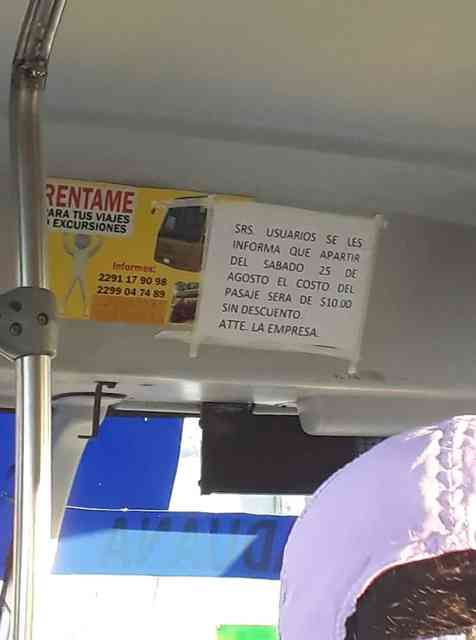 RENTAME
PARA TUS VIAJES
EXCURSIONES
Informes:
2291 17 90 98
2299 04 74 89
SRS. USUARIOS SE LES
INFORMA QUE APARTIR
DEL SABADO 25 DE
AGOSTO EL COSTO DEL
PASAJE SERA DE $10.00
SIN DESCUENTO.
ATTE. LA EMPRESA.
DUANA